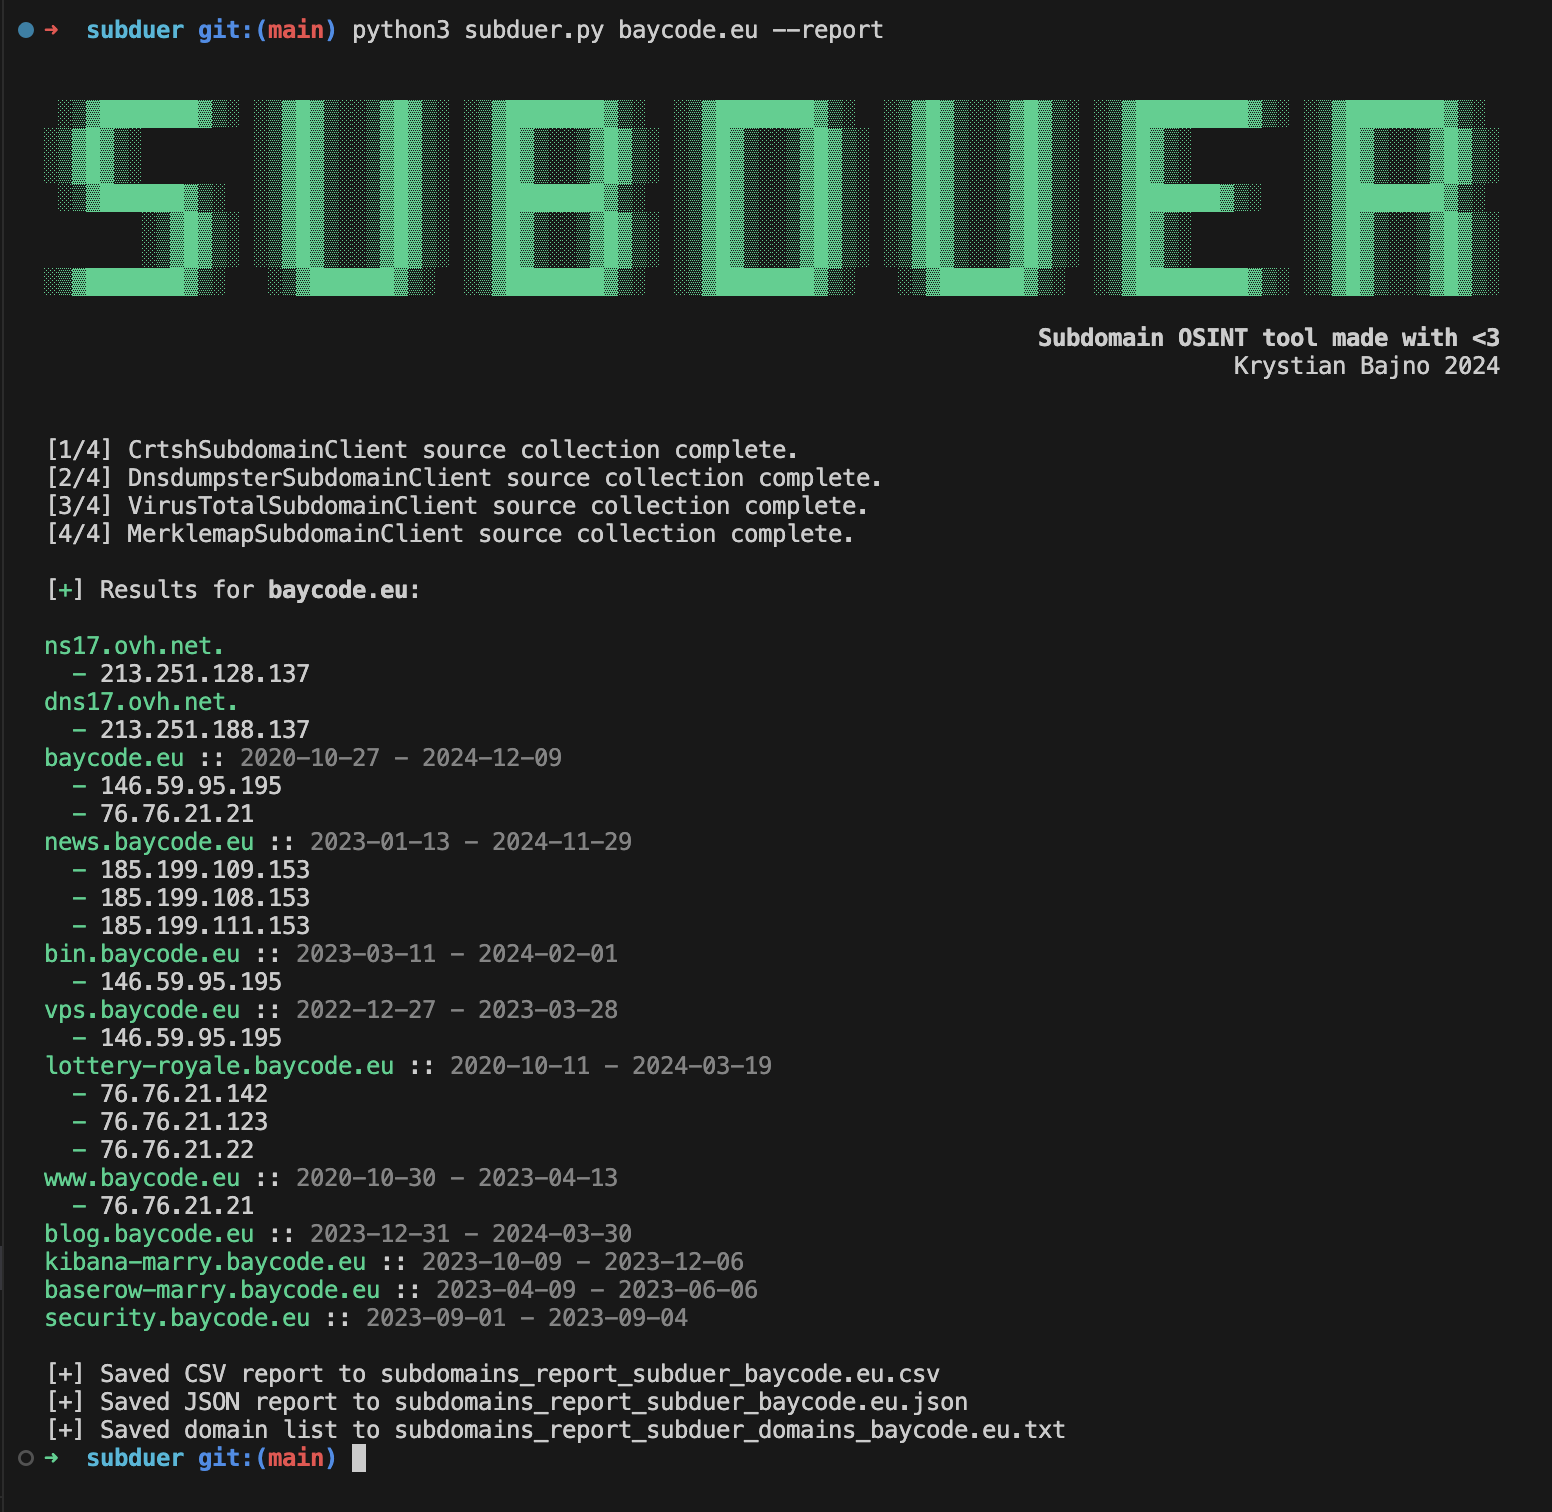 ➜ subduer git:(main) python3 subduer.py baycode.eu --report
SUBDUER
Subdomain OSINT tool made with <3
Krystian Bajno 2024
[1/4] CrtshSubdomainClient source collection complete.
[2/4] DnsdumpsterSubdomainClient source collection complete.
[3/4] VirusTotalSubdomainClient source collection complete.
[4/4] MerklemapSubdomainClient source collection complete.
[+] Results for baycode.eu:
ns17.ovh.net.
- 213.251.128.137
dns17.ovh.net.
- 213.251.188.137
baycode.eu :: 2020-10-27 - 2024-12-09
- 146.59.95.195
- 76.76.21.21
news.baycode.eu :: 2023-01-13 - 2024-11-29
- 185.199.109.153
- 185.199.108.153
- 185.199.111.153
bin.baycode.eu :: 2023-03-11 - 2024-02-01
- 146.59.95.195
vps.baycode.eu :: 2022-12-27 - 2023-03-28
- 146.59.95.195
lottery-royale.baycode.eu :: 2020-10-11 - 2024-03-19
- 76.76.21.142
- 76.76.21.123
- 76.76.21.22
www.baycode.eu :: 2020-10-30 - 2023-04-13
- 76.76.21.21
blog.baycode.eu :: 2023-12-31 - 2024-03-30
kibana-marry.baycode.eu :: 2023-10-09 - 2023-12-06
baserow-marry.baycode.eu :: 2023-04-09 - 2023-06-06
security.baycode.eu :: 2023-09-01 - 2023-09-04
[+] Saved CSV report to subdomains_report_subduer_baycode.eu.csv
[+] Saved JSON report to subdomains_report_subduer_baycode.eu.json
[+] Saved domain list to subdomains_report_subduer_domains_baycode.eu.txt
➜ subduer git:(main)